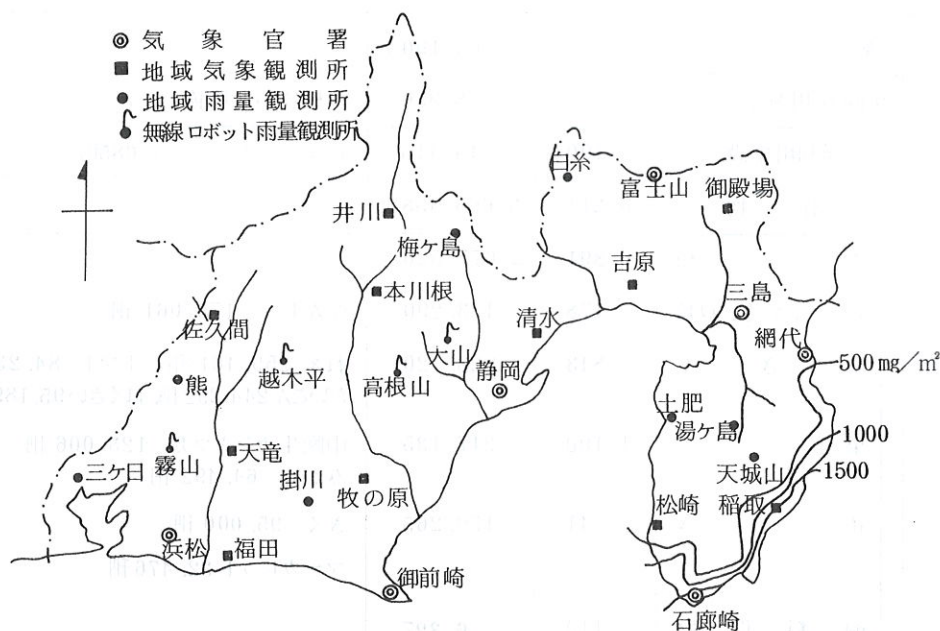 ◎ 気象官署
■ 地域気象観測所
● 地域雨量観測所
無線ロボット雨量観測所
白糸
富士山
御殿場
井川
梅ヶ島
吉原
本川根
三島
清水
佐久間
網代
大山
500㎎/㎡
越木平
高根山
静岡
熊
土肥
湯ヶ島
1000
霧山
天竜
天城山
三ヶ日
掛川
牧の原
1500
松崎
稲取
浜松
福田
御前崎
石廊崎